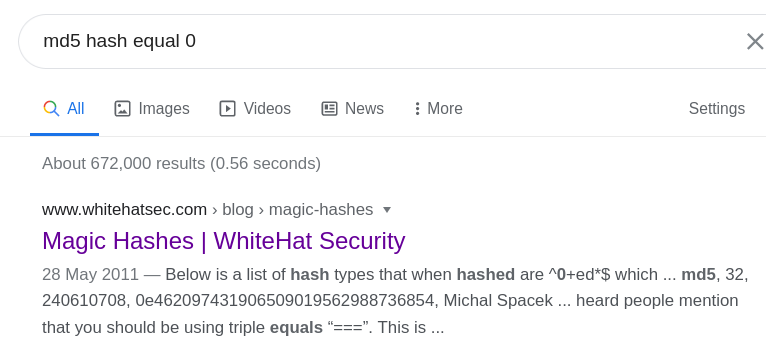 md5 hash equal 0
All Images Videos News More Settings
About 672,000 results (0.56 seconds)
www.whitehatsec.com › blog › magic-hashes
Magic Hashes | WhiteHat Security
28 May 2011 — Below is a list of hash types that when hashed are ^0+ed*$ which ... md5, 32,
240610708, 0e462097431906509019562988736854, Michal Spacek ... heard people mention
that you should be using triple equals “===”. This is ...